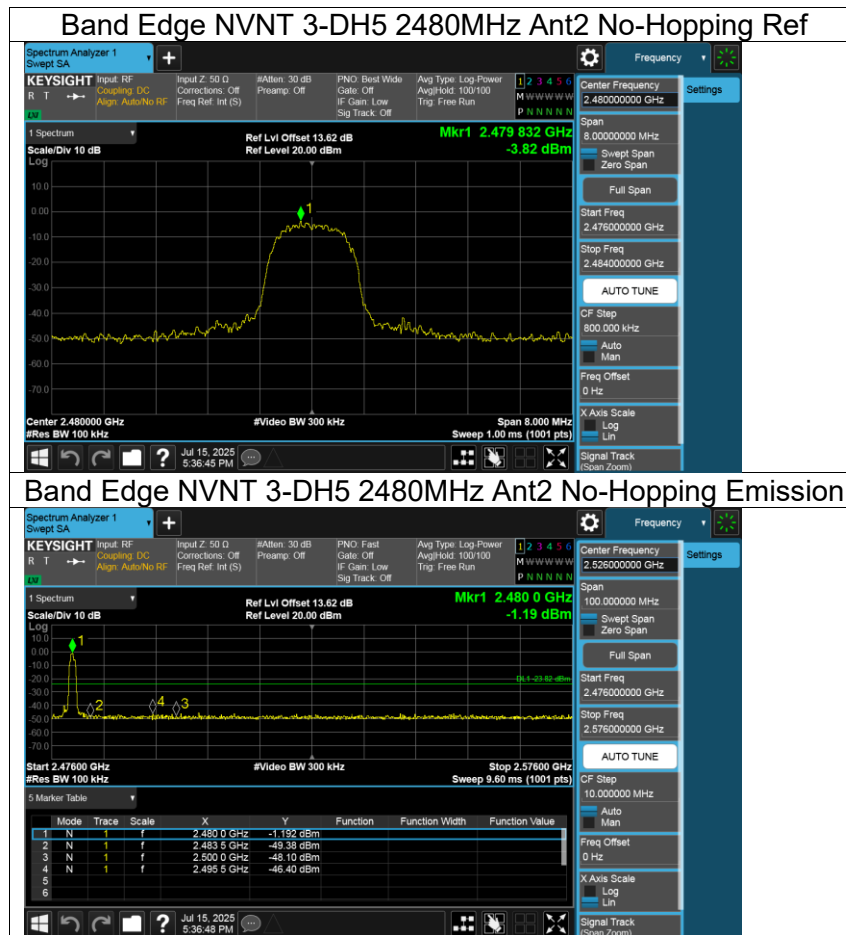 Band Edge NVNT 3-DH5 2480MHz Ant2 No-Hopping Ref
Spectrum Analyzer 1
Swept SA
Frequency
KEYSIGHT
R T
LXI
Input: RF
Coupling: DC
Align: Auto/No RF
Input Z: 50 Ω
Corrections: Off
Freq Ref: Int (S)
#Atten: 30 dB
Preamp: Off
PNO: Best Wide
Gate: Off
IF Gain: Low
Sig Track: Off
Avg Type: Log-Power
Avg|Hold: 100/100
Trig: Free Run
1 2 3 4 5 6
M W W W W W
P N N N N N
1 Spectrum
Scale/Div 10 dB
Log
Ref Lvl Offset 13.62 dB
Ref Level 20.00 dBm
Mkr1 2.479 832 GHz
-3.82 dBm
10.0
0.00
-10.0
-20.0
-30.0
-40.0
-50.0
-60.0
-70.0
1
Center 2.480000 GHz
#Res BW 100 kHz
#Video BW 300 kHz
Span 8.000 MHz
Sweep 1.00 ms (1001 pts)
Center Frequency
2.480000000 GHz
Settings
Span
8.00000000 MHz
Swept Span
Zero Span
Full Span
Start Freq
2.476000000 GHz
Stop Freq
2.484000000 GHz
AUTO TUNE
CF Step
800.000 kHz
Auto
Man
Freq Offset
0 Hz
X Axis Scale
Log
Lin
Signal Track
(Span Zoom)
?
Jul 15, 2025
5:36:45 PM
Band Edge NVNT 3-DH5 2480MHz Ant2 No-Hopping Emission
Spectrum Analyzer 1
Swept SA
Frequency
KEYSIGHT
R T
LXI
Input: RF
Coupling: DC
Align: Auto/No RF
Input Z: 50 Ω
Corrections: Off
Freq Ref: Int (S)
#Atten: 30 dB
Preamp: Off
PNO: Fast
Gate: Off
IF Gain: Low
Sig Track: Off
Avg Type: Log-Power
Avg|Hold: 100/100
Trig: Free Run
1 2 3 4 5 6
M W W W W W
P N N N N N
1 Spectrum
Scale/Div 10 dB
Log
Ref Lvl Offset 13.62 dB
Ref Level 20.00 dBm
Mkr1 2.480 0 GHz
-1.19 dBm
10.0
0.00
-10.0
-20.0
-30.0
-40.0
-50.0
-60.0
-70.0
1
2
4
3
DL1 -23.82 dBm
Start 2.47600 GHz
#Res BW 100 kHz
#Video BW 300 kHz
Stop 2.57600 GHz
Sweep 9.60 ms (1001 pts)
5 Marker Table
Mode Trace Scale X Y Function Function Width Function Value
1 N 1 f 2.480 0 GHz -1.192 dBm
2 N 1 f 2.483 5 GHz -49.38 dBm
3 N 1 f 2.500 0 GHz -48.10 dBm
4 N 1 f 2.495 5 GHz -46.40 dBm
5
6
Center Frequency
2.526000000 GHz
Settings
Span
100.000000 MHz
Swept Span
Zero Span
Full Span
Start Freq
2.476000000 GHz
Stop Freq
2.576000000 GHz
AUTO TUNE
CF Step
10.000000 MHz
Auto
Man
Freq Offset
0 Hz
X Axis Scale
Log
Lin
Signal Track
(Span Zoom)
?
Jul 15, 2025
5:36:48 PM